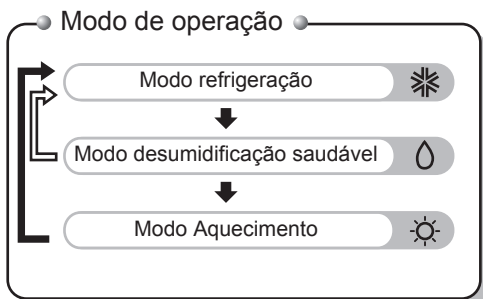 Modo de operação
Modo refrigeração
Modo desumidificação saudável
Modo Aquecimento